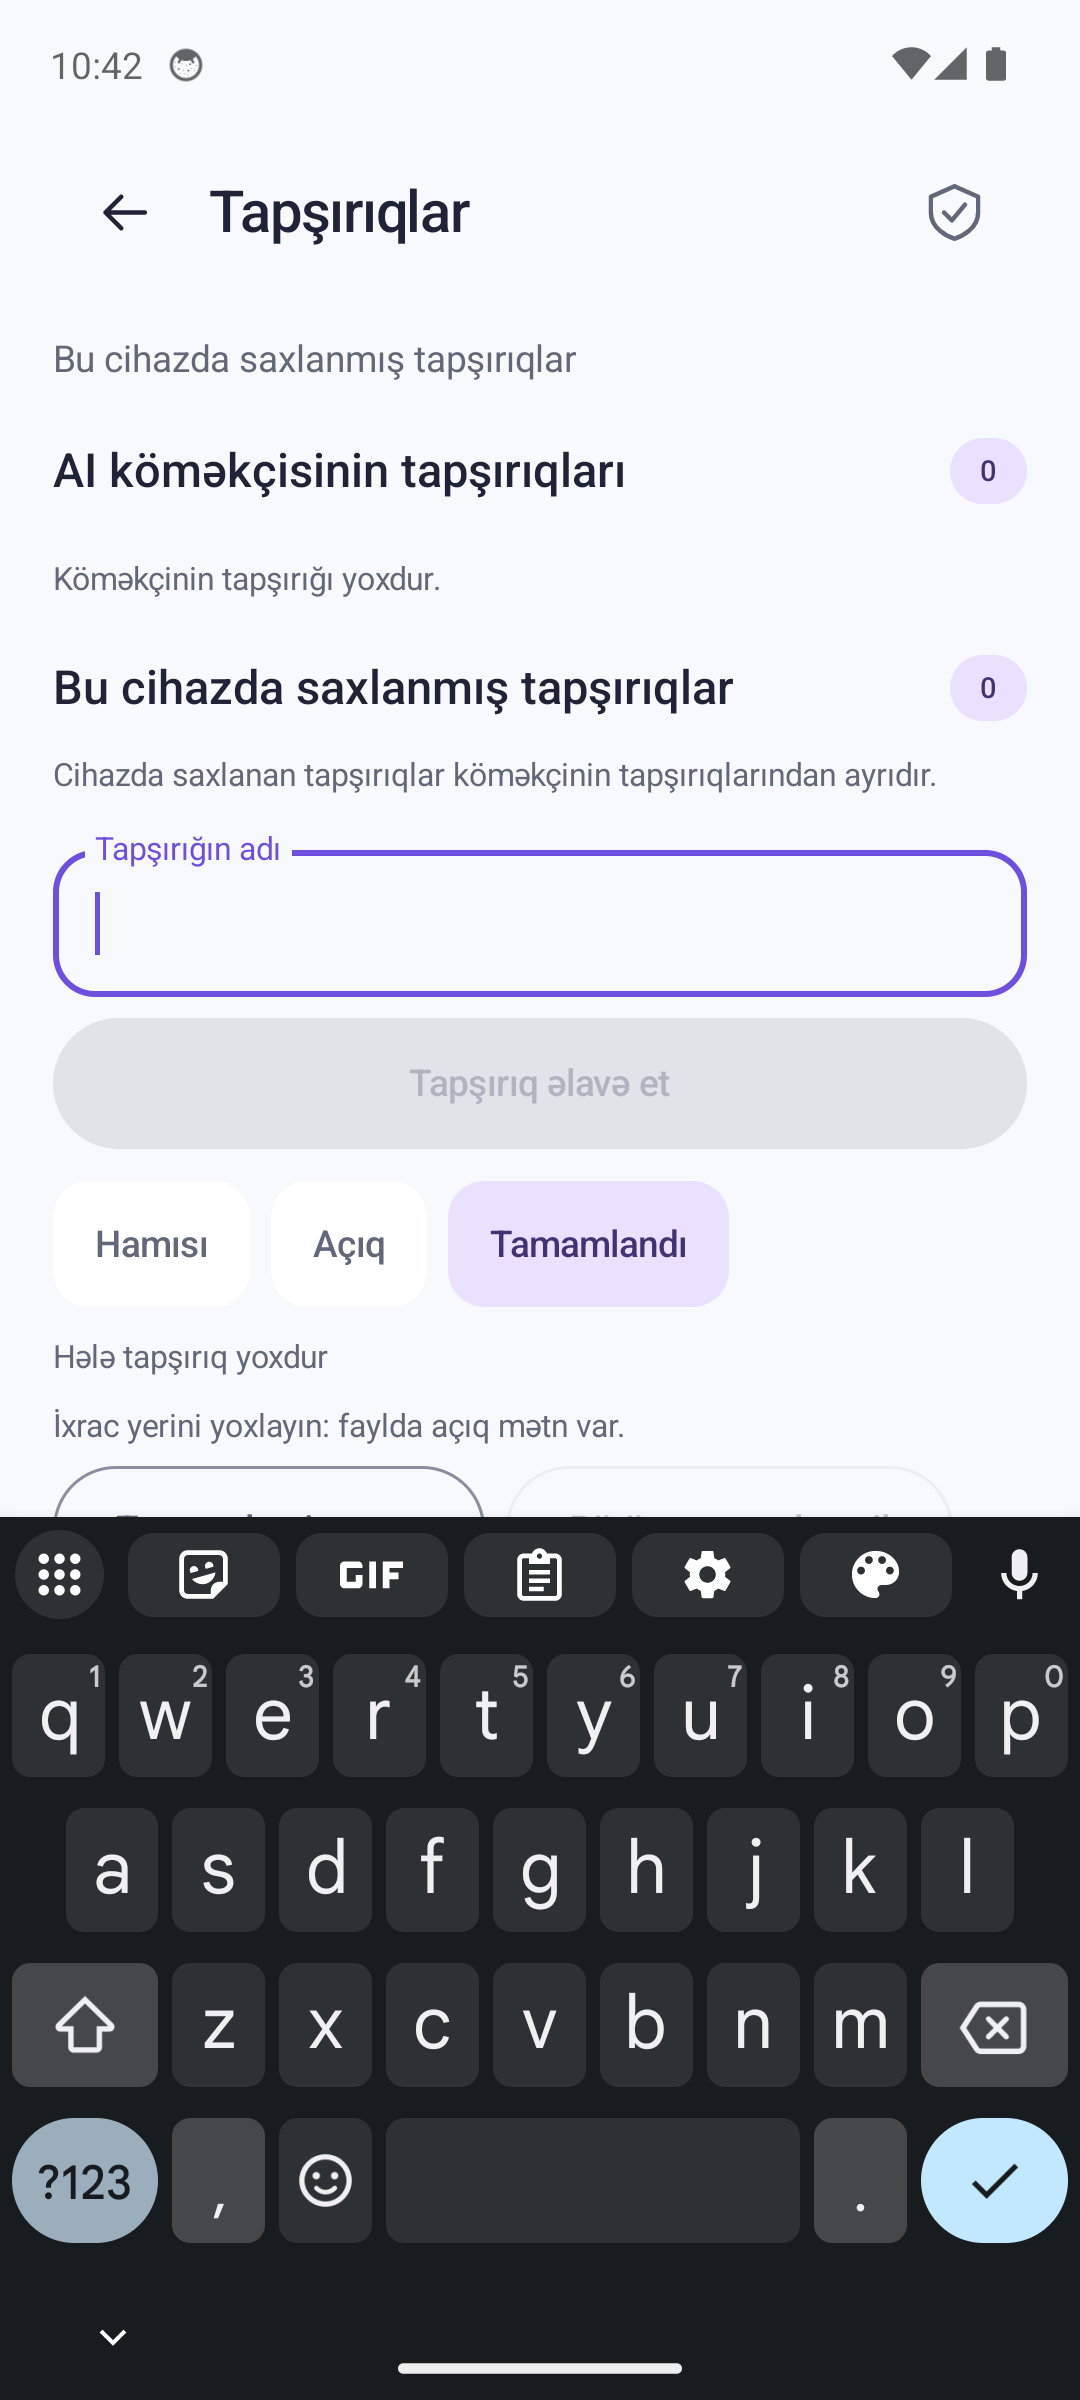 10:42
Tapşırıqlar
Bu cihazda saxlanmış tapşırıqlar
AI köməkçisinin tapşırıqları
0
Köməkçinin tapşırığı yoxdur.
Bu cihazda saxlanmış tapşırıqlar
0
Cihazda saxlanan tapşırıqlar köməkçinin tapşırıqlarından ayrıdır.
Tapşırığın adı
Tapşırıq əlavə et
Hamısı Açıq Tamamlandı
Hələ tapşırıq yoxdur
İxrac yerini yoxlayın: faylda açıq mətn var.
GIF
q 1 w 2 e 3 r 4 t 5 y 6 u 7 i 8 o 9 p 0
a s d f g h j k l
z x c v b n m
?123 , .